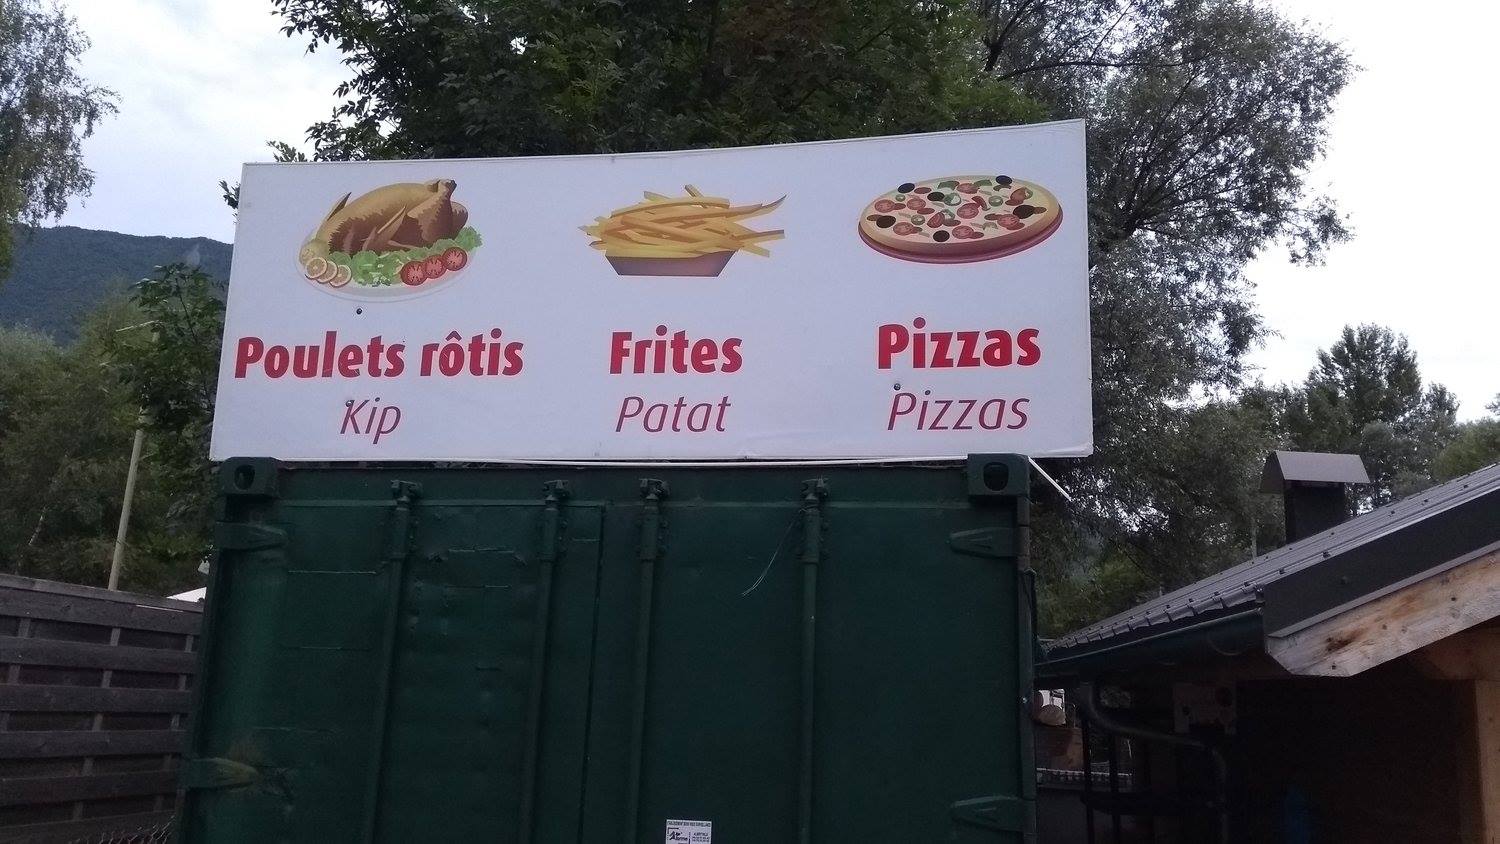 Poulets rôtis
Kip
Frites
Patat
Pizzas
Pizzas